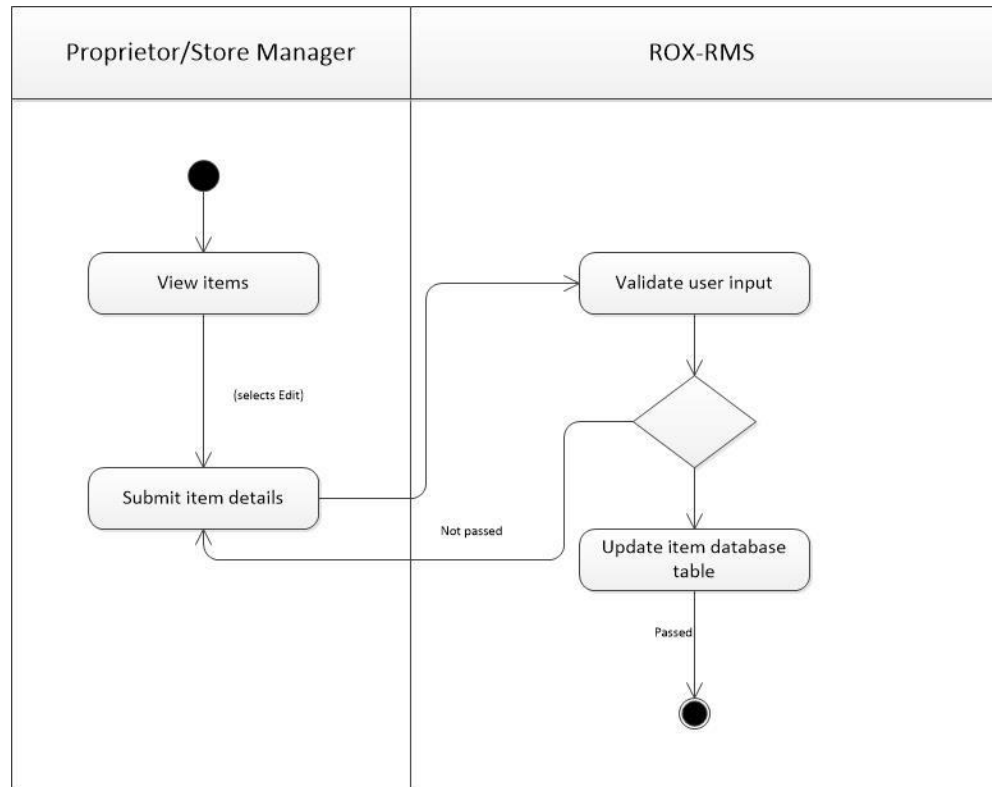 Proprietor/Store Manager
ROX-RMS
View items
Validate user input
(selects Edit)
Submit item details
Not passed
Update item database
table
Passed